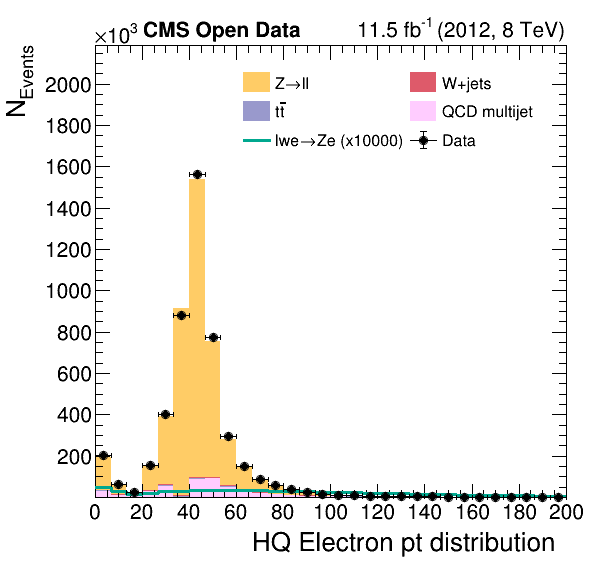 ×10³ CMS Open Data 11.5 fb⁻¹ (2012, 8 TeV)
N_Events
2000
1800
1600
1400
1200
1000
800
600
400
200
Z→ll W+jets
tt̄ QCD multijet
lwe→Ze (x10000) Data
0 20 40 60 80 100 120 140 160 180 200
HQ Electron pt distribution